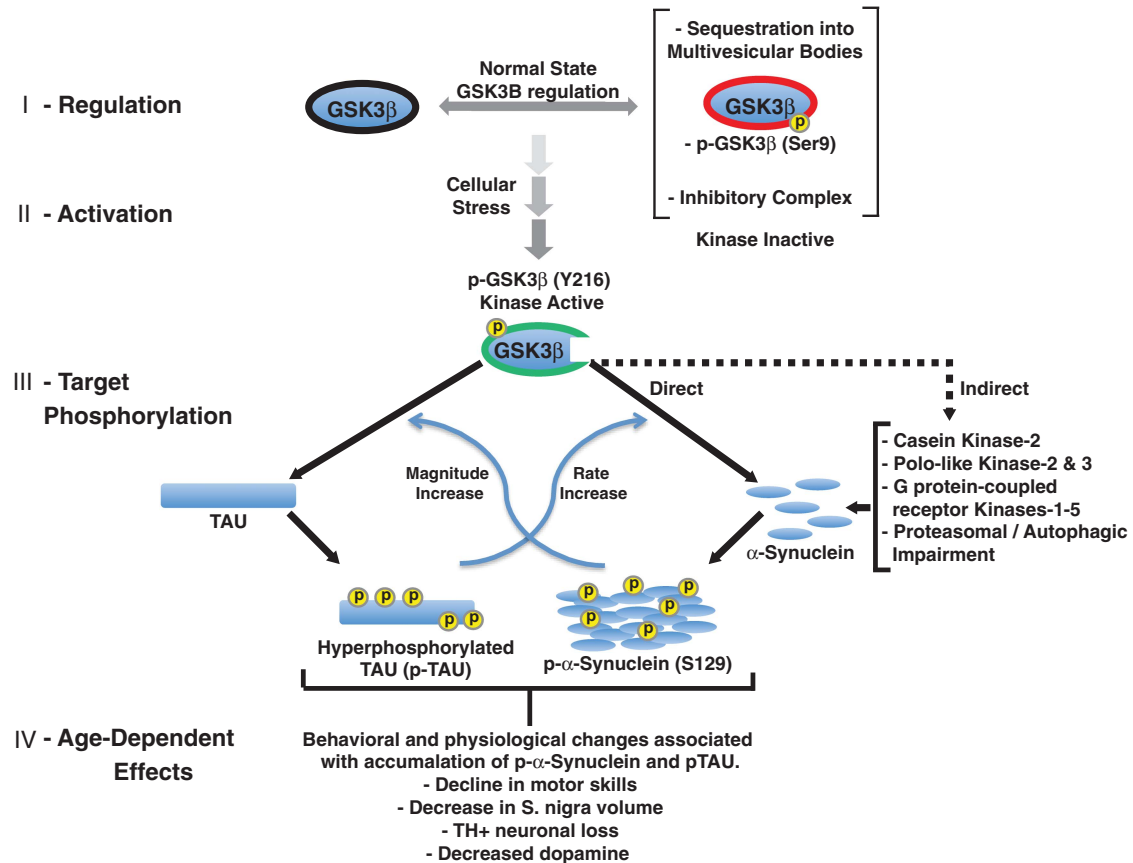 I - Regulation
GSK3β
Normal State
GSK3B regulation
- Sequestration into
Multivesicular Bodies
GSK3β
p
- p-GSK3β (Ser9)
- Inhibitory Complex
Kinase Inactive
II - Activation
Cellular
Stress
p-GSK3β (Y216)
Kinase Active
p
GSK3β
III - Target
Phosphorylation
Direct
Indirect
Magnitude
Increase
Rate
Increase
- Casein Kinase-2
- Polo-like Kinase-2 & 3
- G protein-coupled
receptor Kinases-1-5
- Proteasomal / Autophagic
Impairment
TAU
α-Synuclein
p p p
p p
Hyperphosphorylated
TAU (p-TAU)
p p p
p p
p
p-α-Synuclein (S129)
IV - Age-Dependent
Effects
Behavioral and physiological changes associated
with accumalation of p-α-Synuclein and pTAU.
- Decline in motor skills
- Decrease in S. nigra volume
- TH+ neuronal loss
- Decreased dopamine